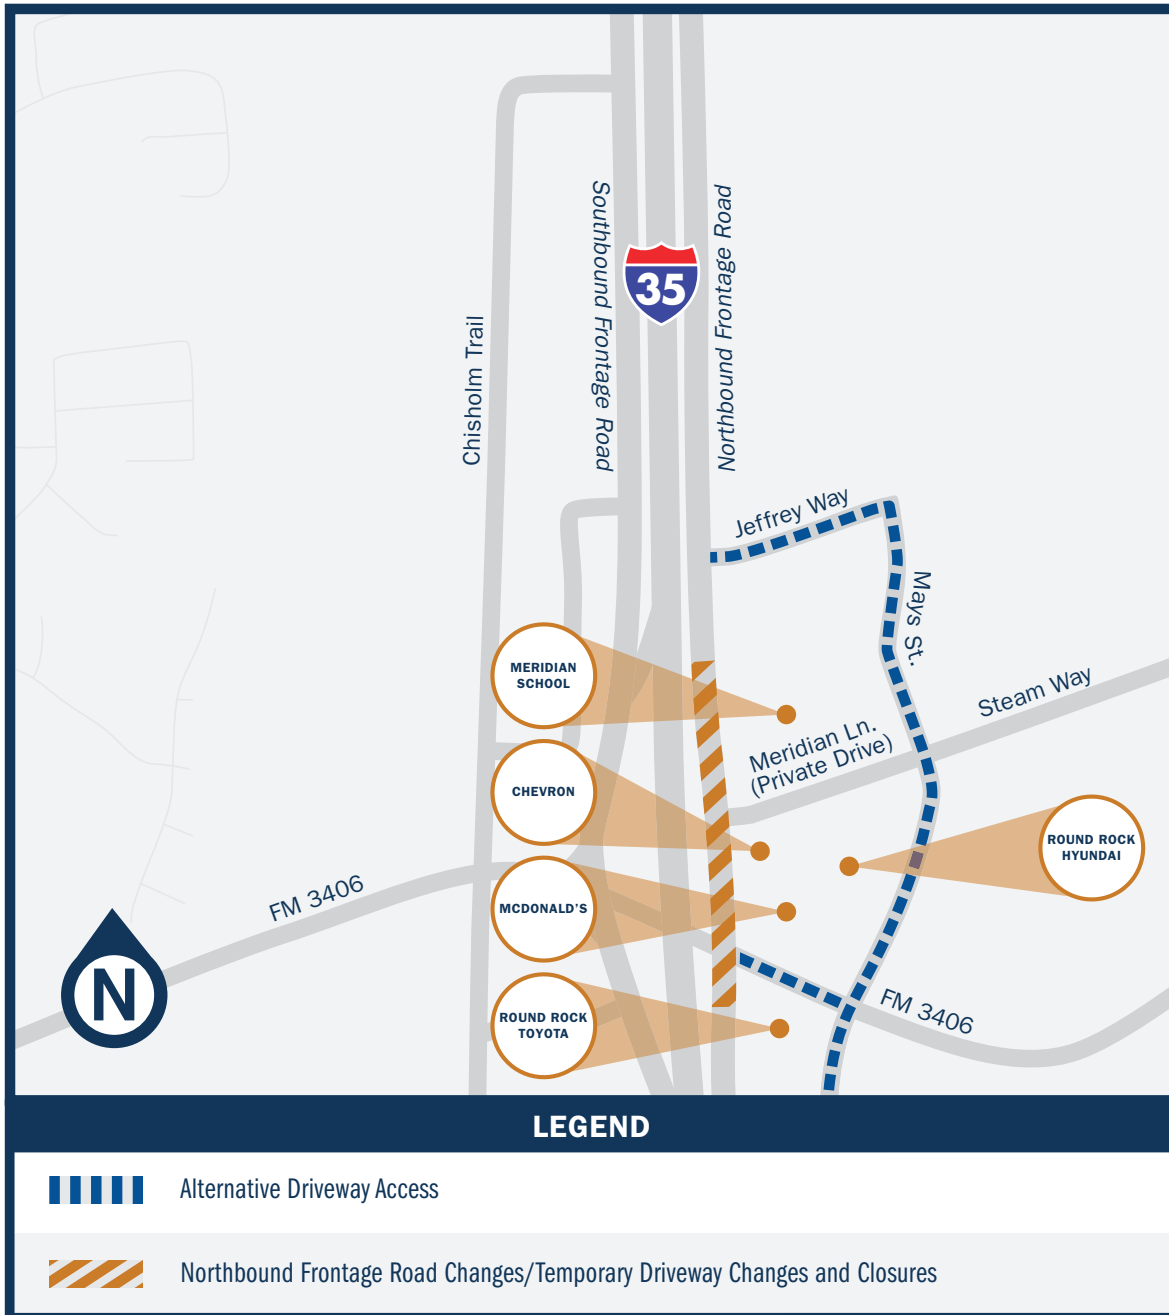 Southbound Frontage Road
Northbound Frontage Road
35
Chisholm Trail
Jeffrey Way
Mays St.
MERIDIAN
SCHOOL
Steam Way
Meridian Ln.
(Private Drive)
CHEVRON
ROUND ROCK
HYUNDAI
FM 3406
MCDONALD'S
N
FM 3406
ROUND ROCK
TOYOTA
LEGEND
Alternative Driveway Access
Northbound Frontage Road Changes/Temporary Driveway Changes and Closures